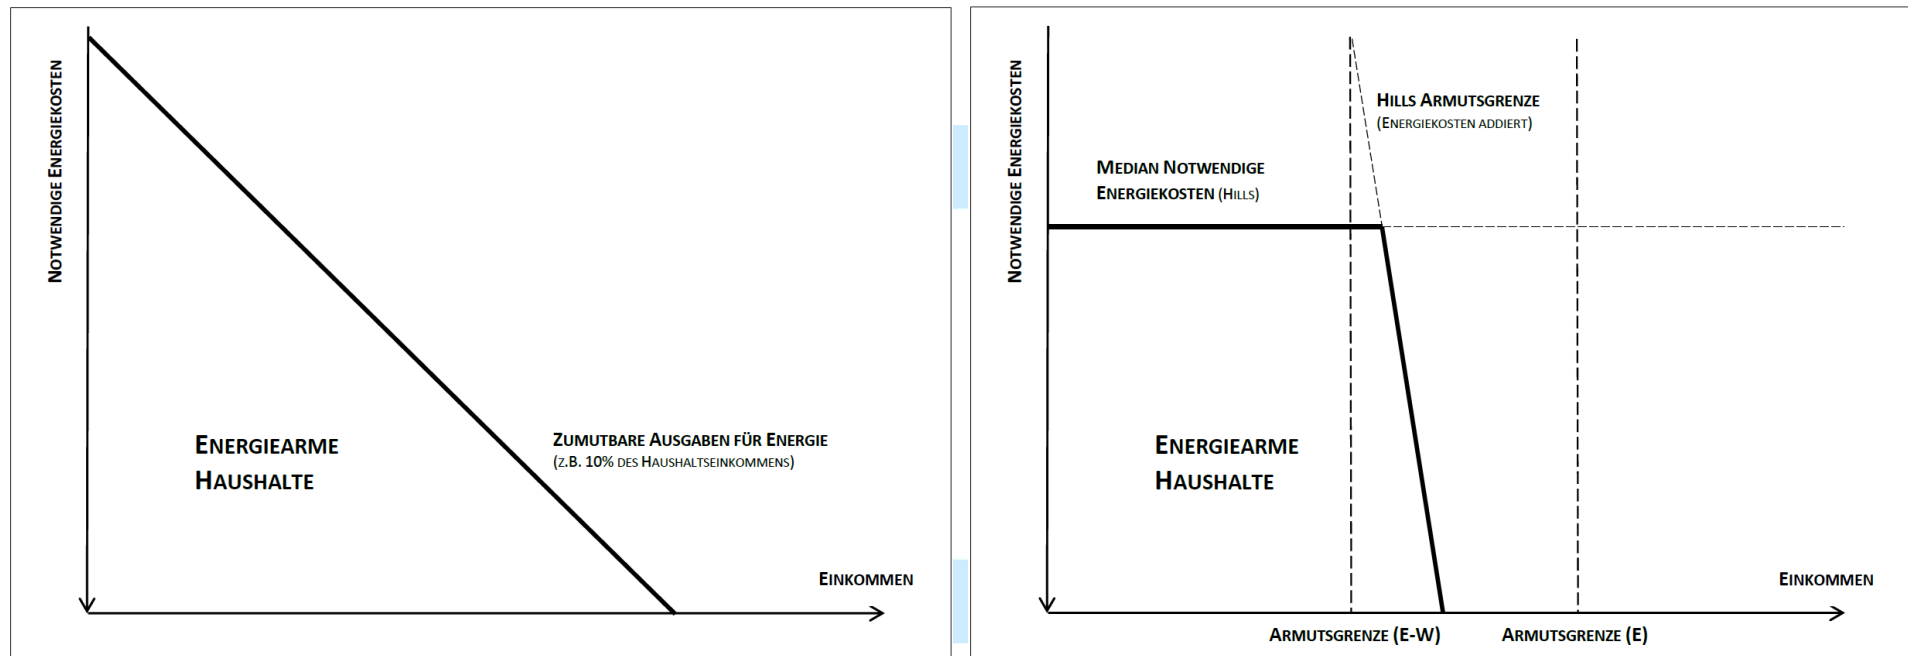 NOTWENDIGE ENERGIEKOSTEN
ENERGIEARME
HAUSHALTE
ZUMUTBARE AUSGABEN FÜR ENERGIE
(Z.B. 10% DES HAUSHALTSEINKOMMENS)
EINKOMMEN
NOTWENDIGE ENERGIEKOSTEN
HILLS ARMUTSGRENZE
(ENERGIEKOSTEN ADDIERT)
MEDIAN NOTWENDIGE
ENERGIEKOSTEN (HILLS)
ENERGIEARME
HAUSHALTE
EINKOMMEN
ARMUTSGRENZE (E-W)
ARMUTSGRENZE (E)